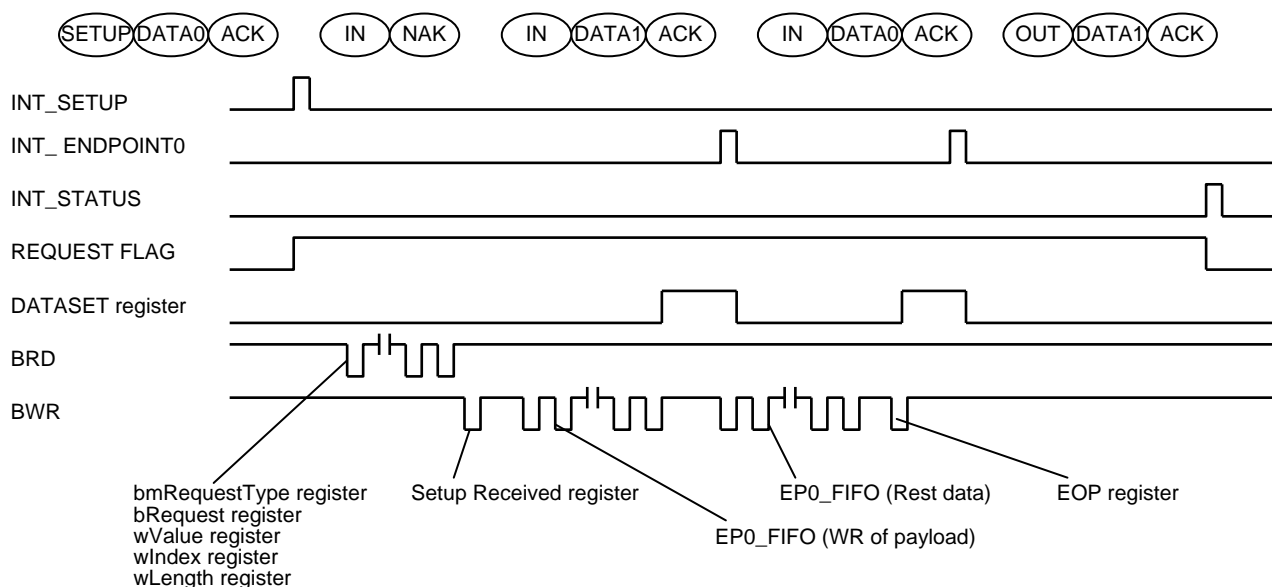 SETUP DATA0 ACK IN NAK IN DATA1 ACK IN DATA0 ACK OUT DATA1 ACK
INT_SETUP
INT_ ENDPOINT0
INT_STATUS
REQUEST FLAG
DATASET register
BRD
BWR
bmRequestType register
bRequest register
wValue register
wIndex register
wLength register
Setup Received register
EP0_FIFO (WR of payload)
EP0_FIFO (Rest data)
EOP register